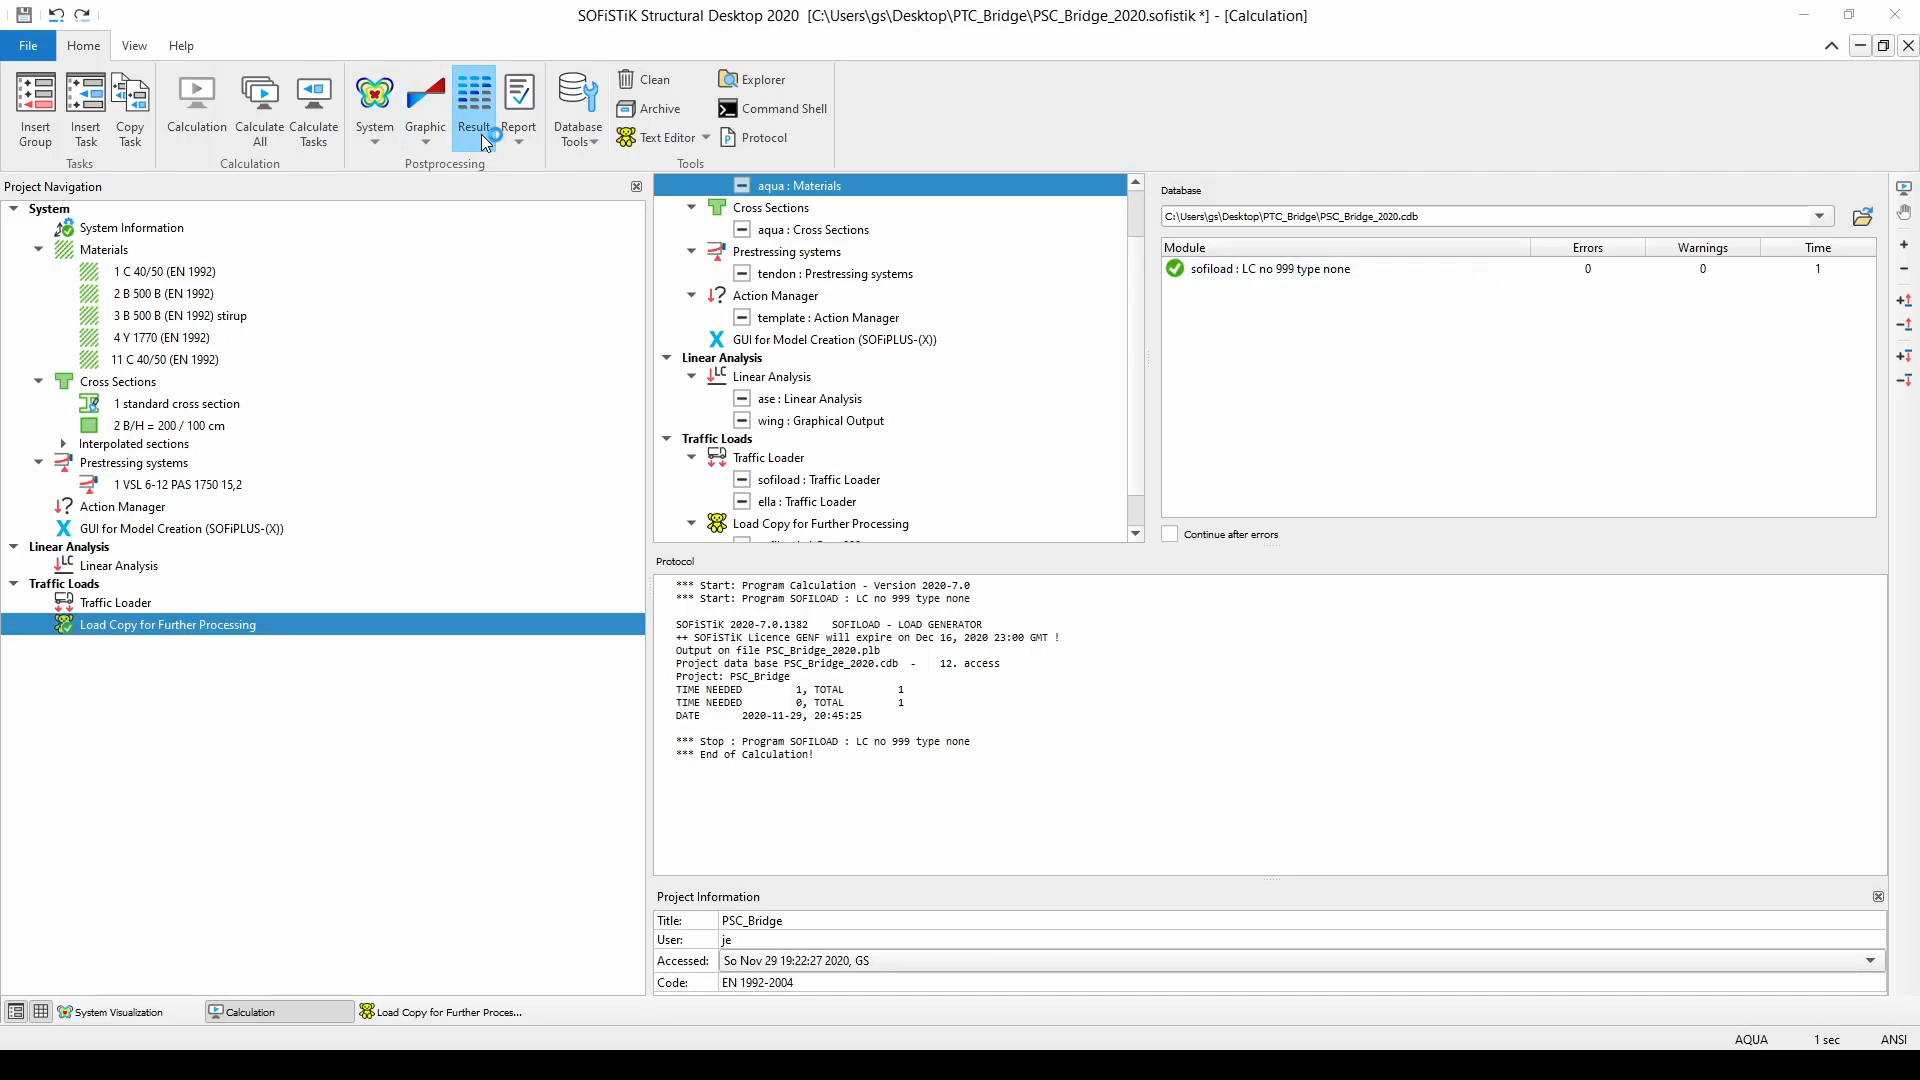 SOFiSTiK Structural Desktop 2020 [C:\Users\gs\Desktop\PTC_Bridge\PSC_Bridge_2020.sofistik *] - [Calculation]
File Home View Help
Insert Group
Insert Task
Copy Task
Tasks
Calculation
Calculate All
Calculate Tasks
Calculation
System
Graphic
Result
Report
Postprocessing
Database Tools
Clean
Archive
Text Editor
Explorer
Command Shell
Protocol
Tools
Project Navigation
System
System Information
Materials
1 C 40/50 (EN 1992)
2 B 500 B (EN 1992)
3 B 500 B (EN 1992) stirup
4 Y 1770 (EN 1992)
11 C 40/50 (EN 1992)
Cross Sections
1 standard cross section
2 B/H = 200 / 100 cm
Interpolated sections
Prestressing systems
1 VSL 6-12 PAS 1750 15,2
Action Manager
GUI for Model Creation (SOFiPLUS-(X))
Linear Analysis
Linear Analysis
Traffic Loads
Traffic Loader
Load Copy for Further Processing
aqua : Materials
Cross Sections
aqua : Cross Sections
Prestressing systems
tendon : Prestressing systems
Action Manager
template : Action Manager
GUI for Model Creation (SOFiPLUS-(X))
Linear Analysis
Linear Analysis
ase : Linear Analysis
wing : Graphical Output
Traffic Loads
Traffic Loader
sofiload : Traffic Loader
ella : Traffic Loader
Load Copy for Further Processing
Database
C:\Users\gs\Desktop\PTC_Bridge\PSC_Bridge_2020.cdb
Module Errors Warnings Time
sofiload : LC no 999 type none 0 0 1
Continue after errors
Protocol
*** Start: Program Calculation - Version 2020-7.0
*** Start: Program SOFILOAD : LC no 999 type none
SOFiSTiK 2020-7.0.1382 SOFILOAD - LOAD GENERATOR
++ SOFiSTiK Licence GENF will expire on Dec 16, 2020 23:00 GMT !
Output on file PSC_Bridge_2020.plb
Project data base PSC_Bridge_2020.cdb - 12. access
Project: PSC_Bridge
TIME NEEDED 1, TOTAL 1
TIME NEEDED 0, TOTAL 1
DATE 2020-11-29, 20:45:25
*** Stop : Program SOFILOAD : LC no 999 type none
*** End of Calculation!
Project Information
Title: PSC_Bridge
User: je
Accessed: So Nov 29 19:22:27 2020, GS
Code: EN 1992-2004
System Visualization
Calculation
Load Copy for Further Proces...
AQUA 1 sec ANSI